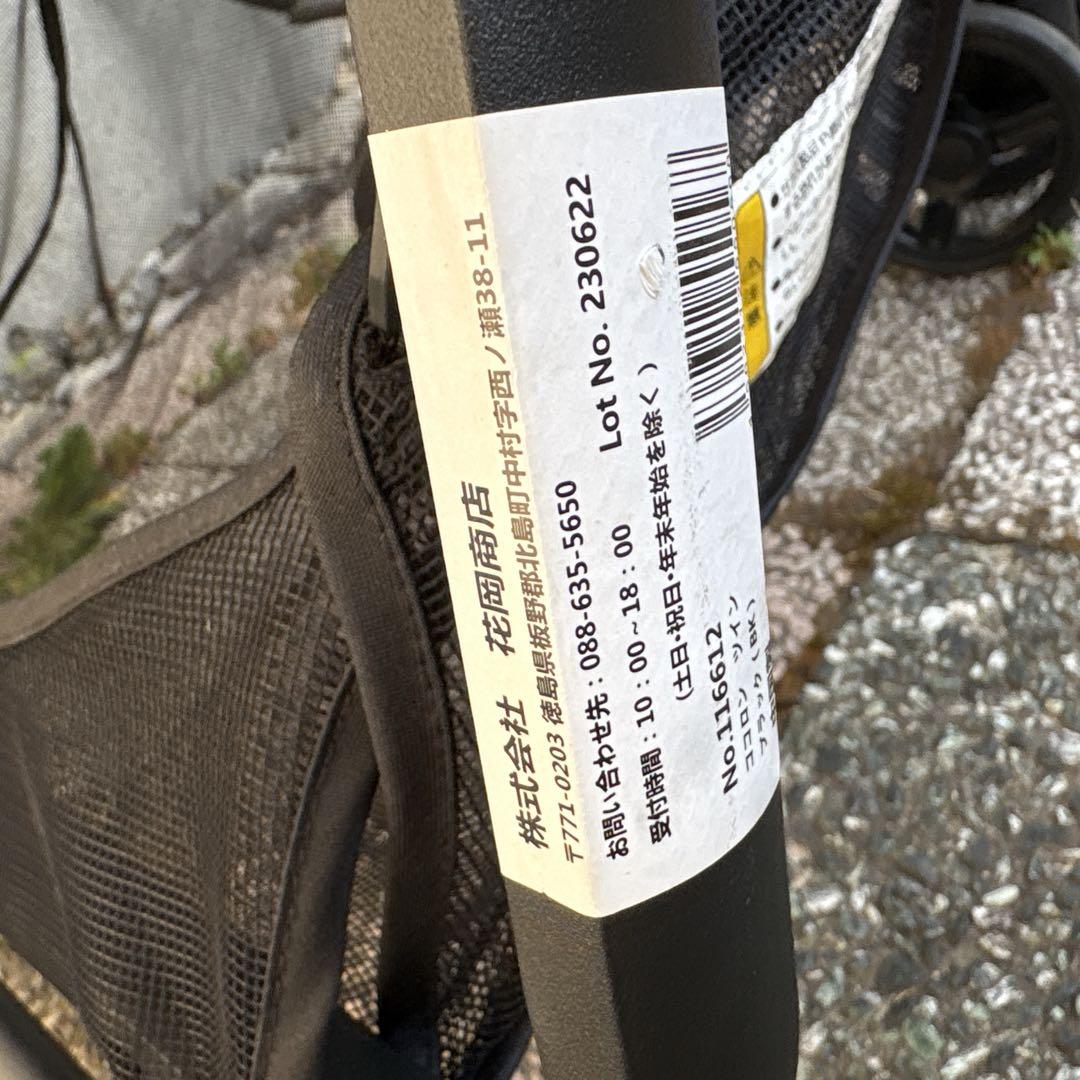 株式会社 花岡商店
〒771-0203 徳島県板野郡北島町中村字西ノ瀬38-11
お問い合わせ先：088-635-5650
Lot No. 230622
受付時間：10：00～18：00
(土日・祝日・年末年始を除く)
No.116612
ココロン ツイン
ブラック(BK)